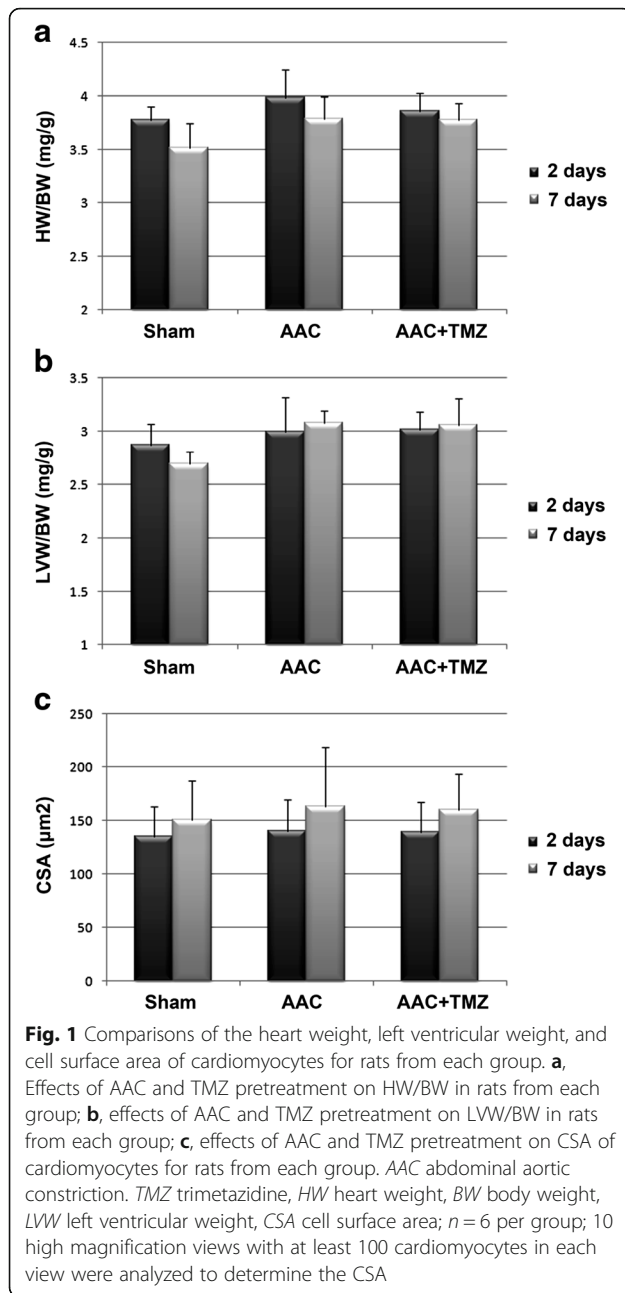 a
4.5
4
3.5
3
2.5
2
HW/BW (mg/g)
Sham AAC AAC+TMZ
2 days
7 days
b
3.5
3
2.5
2
1.5
1
LVW/BW (mg/g)
Sham AAC AAC+TMZ
2 days
7 days
c
250
200
150
100
50
0
CSA (µm2)
Sham AAC AAC+TMZ
2 days
7 days
Fig. 1 Comparisons of the heart weight, left ventricular weight, and
cell surface area of cardiomyocytes for rats from each group. a,
Effects of AAC and TMZ pretreatment on HW/BW in rats from each
group; b, effects of AAC and TMZ pretreatment on LVW/BW in rats
from each group; c, effects of AAC and TMZ pretreatment on CSA of
cardiomyocytes for rats from each group. AAC abdominal aortic
constriction. TMZ trimetazidine, HW heart weight, BW body weight,
LVW left ventricular weight, CSA cell surface area; n = 6 per group; 10
high magnification views with at least 100 cardiomyocytes in each
view were analyzed to determine the CSA